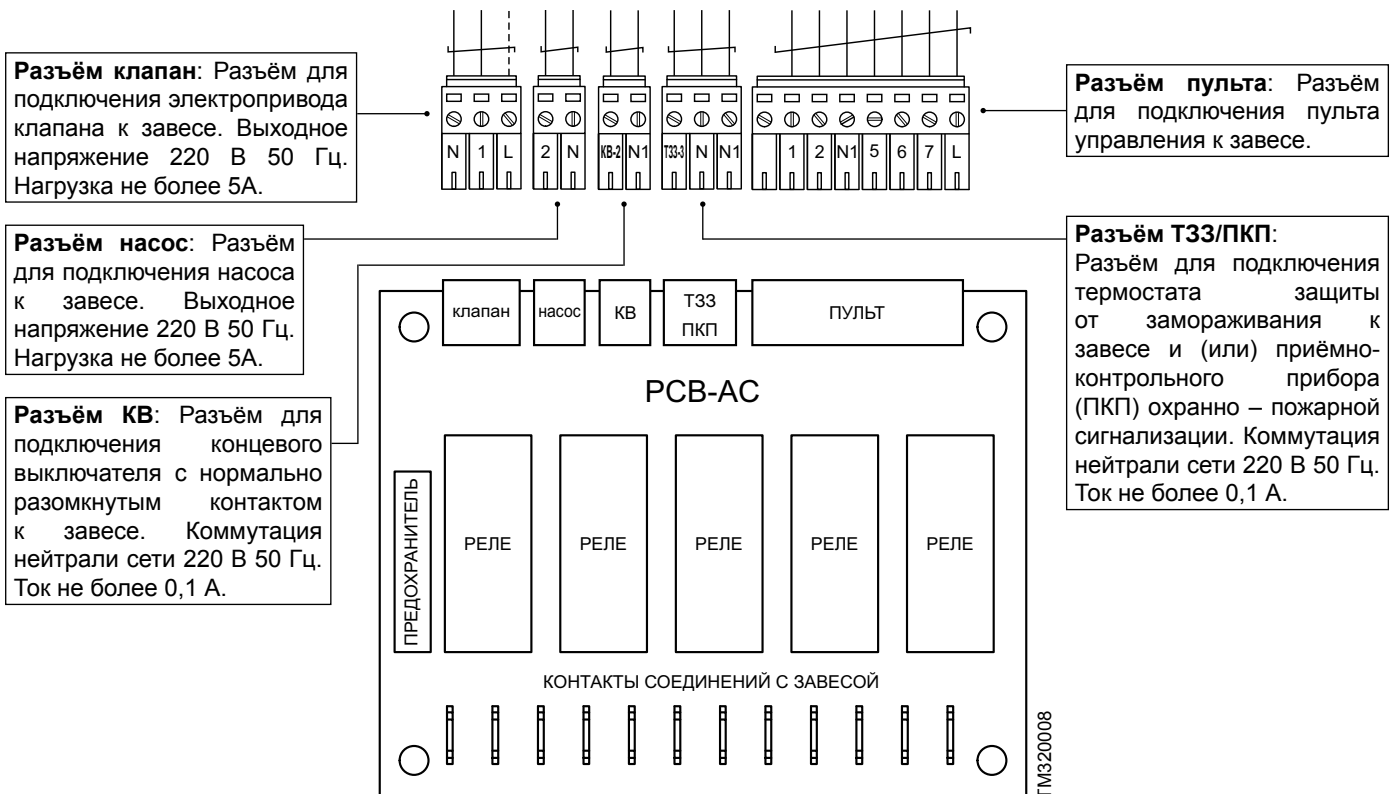 Разъём клапан: Разъём для
подключения электропривода
клапана к завесе. Выходное
напряжение 220 В 50 Гц.
Нагрузка не более 5А.
Разъём насос: Разъём
для подключения насоса
к завесе. Выходное
напряжение 220 В 50 Гц.
Нагрузка не более 5А.
Разъём КВ: Разъём для
подключения концевого
выключателя с нормально
разомкнутым контактом
к завесе. Коммутация
нейтрали сети 220 В 50 Гц.
Ток не более 0,1 А.
N 1 L
2 N
КВ-2 N1
ТЗЗ-3 N N1
1 2 N1 5 6 7 L
Разъём пульта: Разъём
для подключения пульта
управления к завесе.
Разъём ТЗЗ/ПКП:
Разъём для подключения
термостата защиты
от замораживания к
завесе и (или) приёмно-
контрольного прибора
(ПКП) охранно – пожарной
сигнализации. Коммутация
нейтрали сети 220 В 50 Гц.
Ток не более 0,1 А.
клапан
насос
КВ
ТЗЗ
ПКП
ПУЛЬТ
PCB-AC
ПРЕДОХРАНИТЕЛЬ
РЕЛЕ
РЕЛЕ
РЕЛЕ
РЕЛЕ
РЕЛЕ
КОНТАКТЫ СОЕДИНЕНИЙ С ЗАВЕСОЙ
TM320008